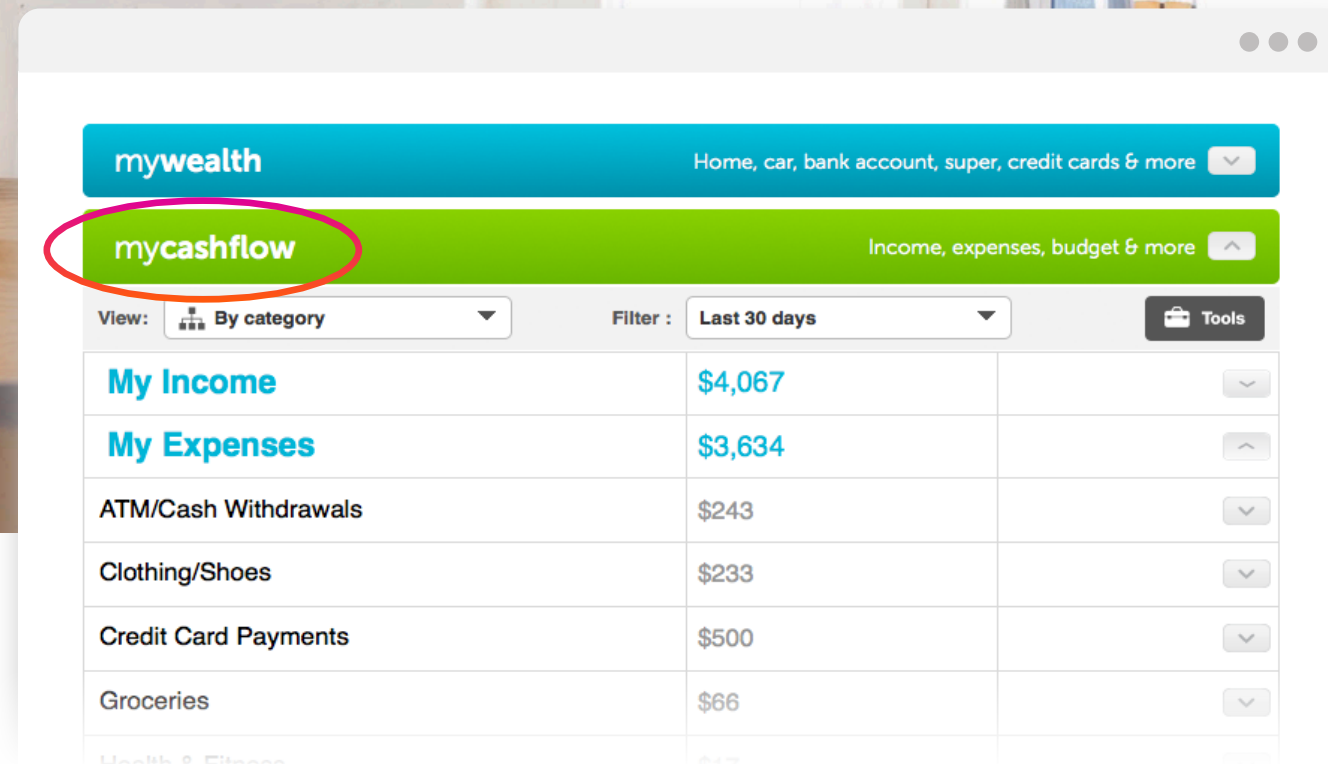 mywealth Home, car, bank account, super, credit cards & more
mycashflow Income, expenses, budget & more
View: By category Filter : Last 30 days Tools
My Income $4,067
My Expenses $3,634
ATM/Cash Withdrawals $243
Clothing/Shoes $233
Credit Card Payments $500
Groceries $66
Health & Fitness